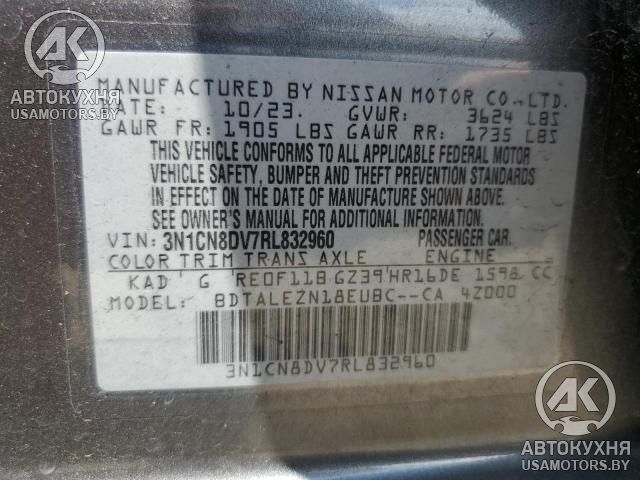 MANUFACTURED BY NISSAN MOTOR CO.,LTD.
DATE: 10/23. GVWR: 3624 LBS
GAWR FR: 1905 LBS GAWR RR: 1735 LBS
THIS VEHICLE CONFORMS TO ALL APPLICABLE FEDERAL MOTOR
VEHICLE SAFETY, BUMPER AND THEFT PREVENTION STANDARDS
IN EFFECT ON THE DATE OF MANUFACTURE SHOWN ABOVE.
SEE OWNER'S MANUAL FOR ADDITIONAL INFORMATION.
VIN: 3N1CN8DV7RL832960 PASSENGER CAR.
COLOR TRIM TRANS AXLE ENGINE
KAD G RE0F11B GZ39 HR16DE 1598 CC
MODEL: BDTALEZN18EUBC--CA 4Z000
3N1CN8DV7RL832960
AK
АВТОКУХНЯ
USAMOTORS.BY
AK
АВТОКУХНЯ
USAMOTORS.BY